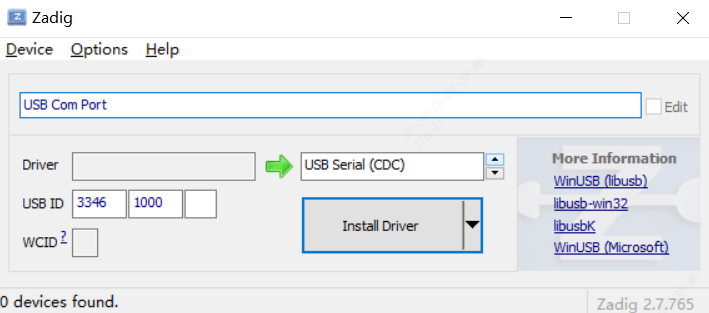 Zadig
Device Options Help
USB Com Port
Edit
Driver
USB Serial (CDC)
More Information
WinUSB (libusb)
USB ID 3346 1000
libusb-win32
Install Driver
libusbK
WCID ?
WinUSB (Microsoft)
0 devices found.
Zadig 2.7.765